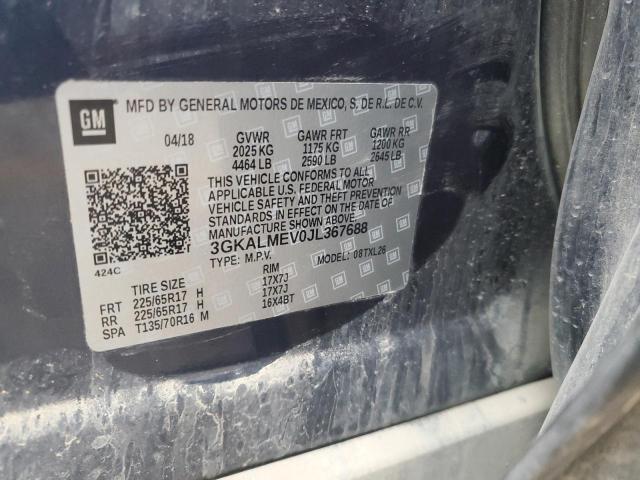 GM
MFD BY GENERAL MOTORS DE MEXICO, S. DE R.L. DE C.V.
04/18 GVWR GAWR FRT GAWR RR
2025 KG 1175 KG 1200 KG
4464 LB 2590 LB 2645 LB
THIS VEHICLE CONFORMS TO ALL
APPLICABLE U.S. FEDERAL MOTOR
VEHICLE SAFETY AND THEFT PREVENTION
STANDARDS IN EFFECT ON THE DATE OF
MANUFACTURE SHOWN ABOVE.
3GKALMEV0JL367688
TYPE: M.P.V. 08TXL26
424C
TIRE SIZE RIM
FRT 225/65R17 H 17X7J
RR 225/65R17 H 17X7J
SPA T135/70R16 M 16X4BT